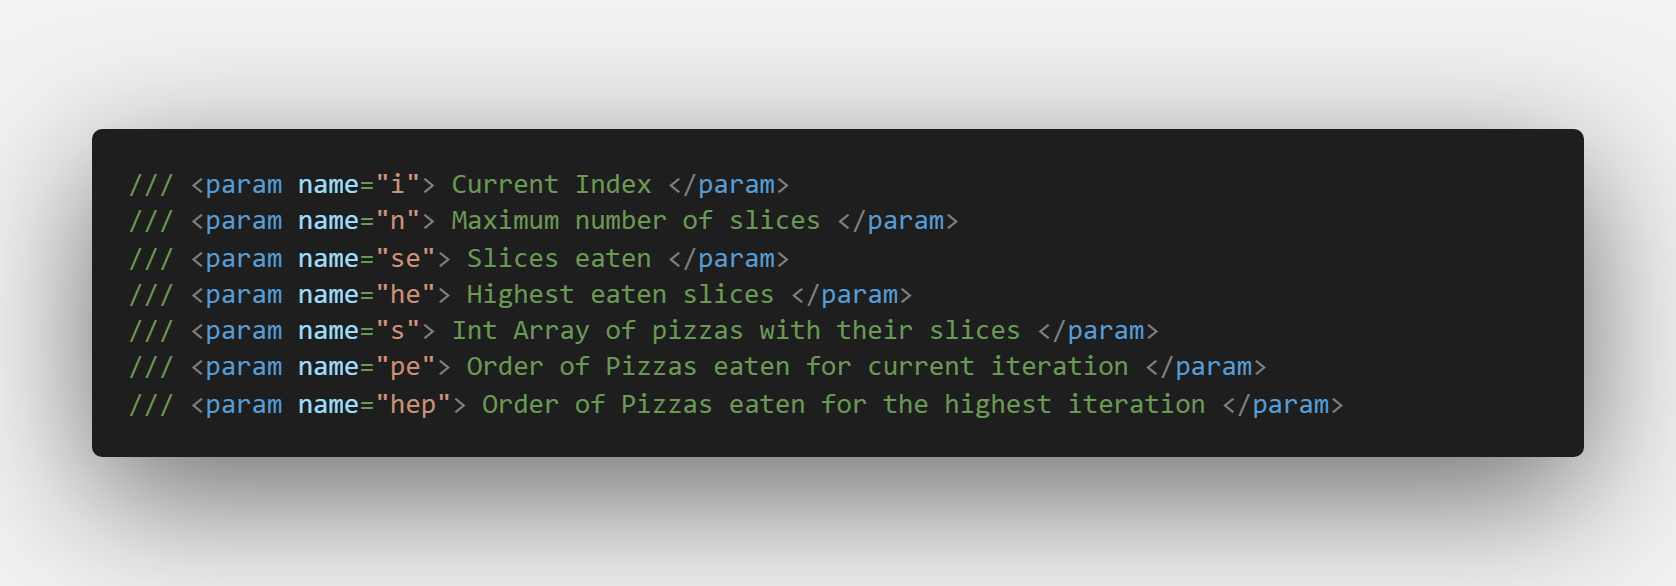 /// <param name="i"> Current Index </param>
/// <param name="n"> Maximum number of slices </param>
/// <param name="se"> Slices eaten </param>
/// <param name="he"> Highest eaten slices </param>
/// <param name="s"> Int Array of pizzas with their slices </param>
/// <param name="pe"> Order of Pizzas eaten for current iteration </param>
/// <param name="hep"> Order of Pizzas eaten for the highest iteration </param>